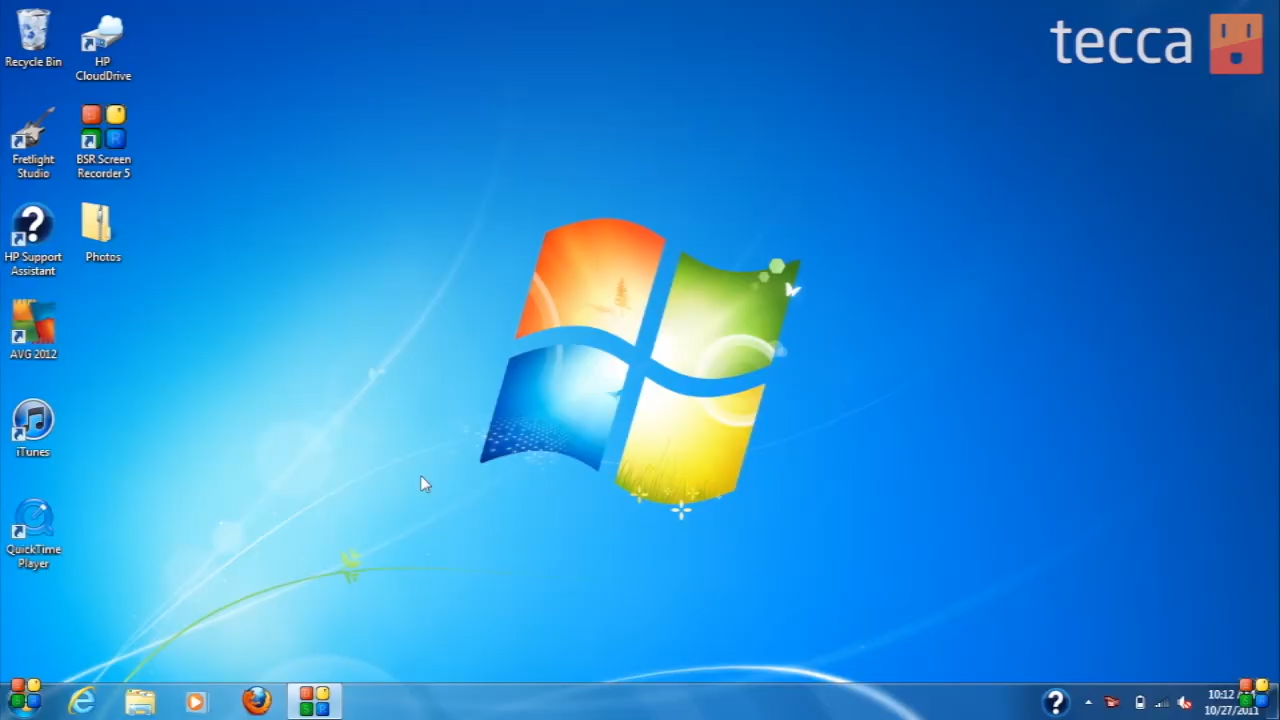 tecca
Recycle Bin
HP
CloudDrive
Fretlight
Studio
BSR Screen
Recorder 5
HP Support
Assistant
Photos
AVG 2012
iTunes
QuickTime
Player
10:12
10/27/2011